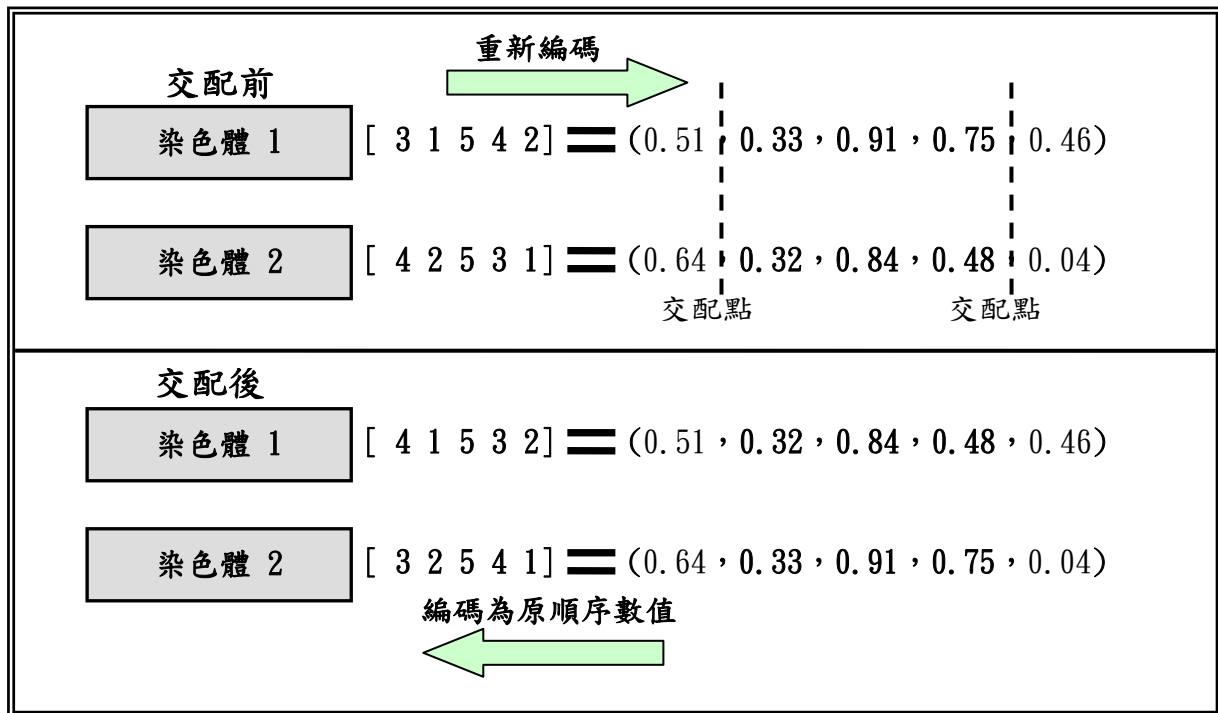 重新編碼
交配前
染色體 1 [ 3 1 5 4 2] = (0.51，0.33，0.91，0.75，0.46)
染色體 2 [ 4 2 5 3 1] = (0.64，0.32，0.84，0.48，0.04)
交配點 交配點
交配後
染色體 1 [ 4 1 5 3 2] = (0.51，0.32，0.84，0.48，0.46)
染色體 2 [ 3 2 5 4 1] = (0.64，0.33，0.91，0.75，0.04)
編碼為原順序數值